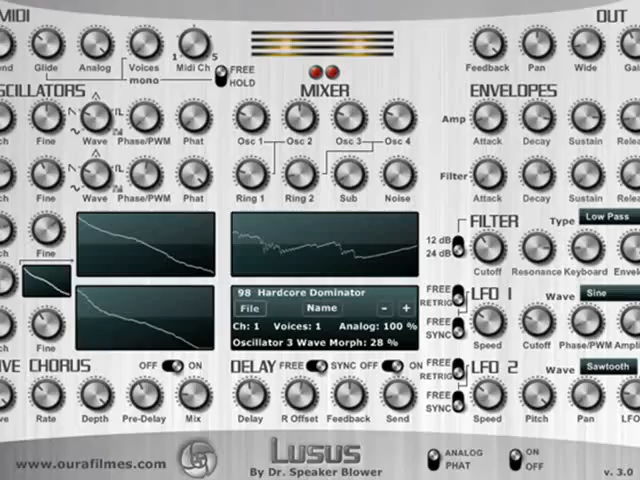 MIDI
OUT
Glide
Analog
Voices
mono
1
5
Midi Ch
FREE
HOLD
Feedback
Pan
Wide
MIXER
ENVELOPES
Fine
Wave
Phase/PWM
Phat
Osc 1
Osc 2
Osc 3
Osc 4
Amp
Attack
Decay
Sustain
Fine
Wave
Phase/PWM
Phat
Ring 1
Ring 2
Sub
Noise
Filter
Attack
Decay
Sustain
Fine
12 dB
24 dB
FILTER
Type
Low Pass
Cutoff
Resonance
Keyboard
98 Hardcore Dominator
File
Name
-
+
Ch: 1 Voices: 1 Analog: 100 %
Oscillator 3 Wave Morph: 28 %
FREE
RETRIG
FREE
SYNC
LFO 1
Wave
Sine
Speed
Cutoff
Phase/PWM
Fine
CHORUS
OFF
ON
DELAY
FREE
SYNC
OFF
ON
FREE
RETRIG
FREE
SYNC
LFO 2
Wave
Sawtooth
Rate
Depth
Pre-Delay
Mix
Delay
R Offset
Feedback
Send
Speed
Pitch
Pan
LFO
www.ourafilmes.com
Lusus
By Dr. Speaker Blower
ANALOG
PHAT
ON
OFF
v. 3.0